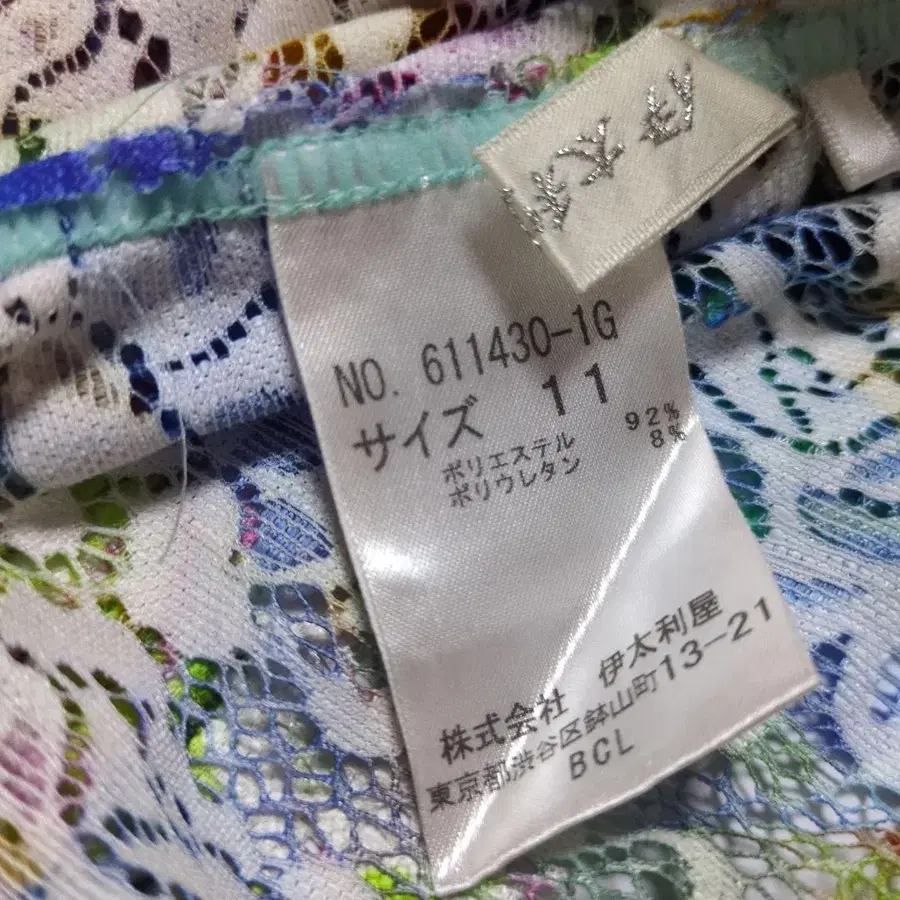 NO. 611430-1G
サイズ 11
ポリエステル 92%
ポリウレタン 8%
株式会社 伊太利屋
東京都渋谷区鉢山町13-21
BCL